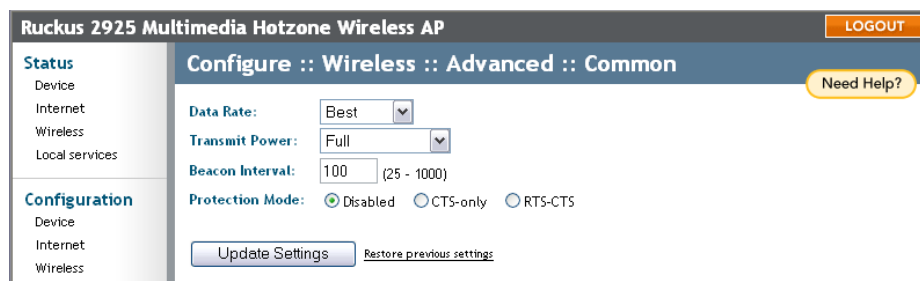 Ruckus 2925 Multimedia Hotzone Wireless AP
LOGOUT
Status
Device
Internet
Wireless
Local services
Configuration
Device
Internet
Wireless
Configure :: Wireless :: Advanced :: Common
Need Help?
Data Rate: Best
Transmit Power: Full
Beacon Interval: 100 (25 - 1000)
Protection Mode: Disabled CTS-only RTS-CTS
Update Settings Restore previous settings